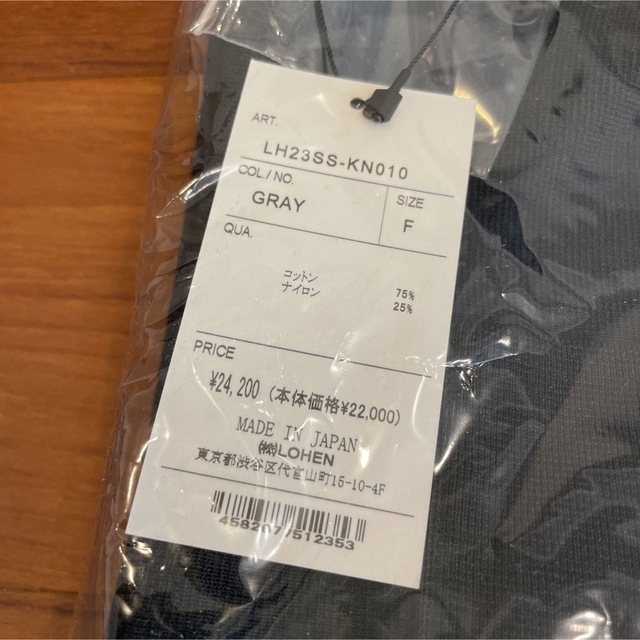 ART.
LH23SS-KN010
COL./NO.
GRAY
SIZE
F
QUA.
コットン 75%
ナイロン 25%
PRICE
¥24,200 (本体価格¥22,000)
MADE IN JAPAN
㈱LOHEN
東京都渋谷区代官山町15-10-4F
4582077512353